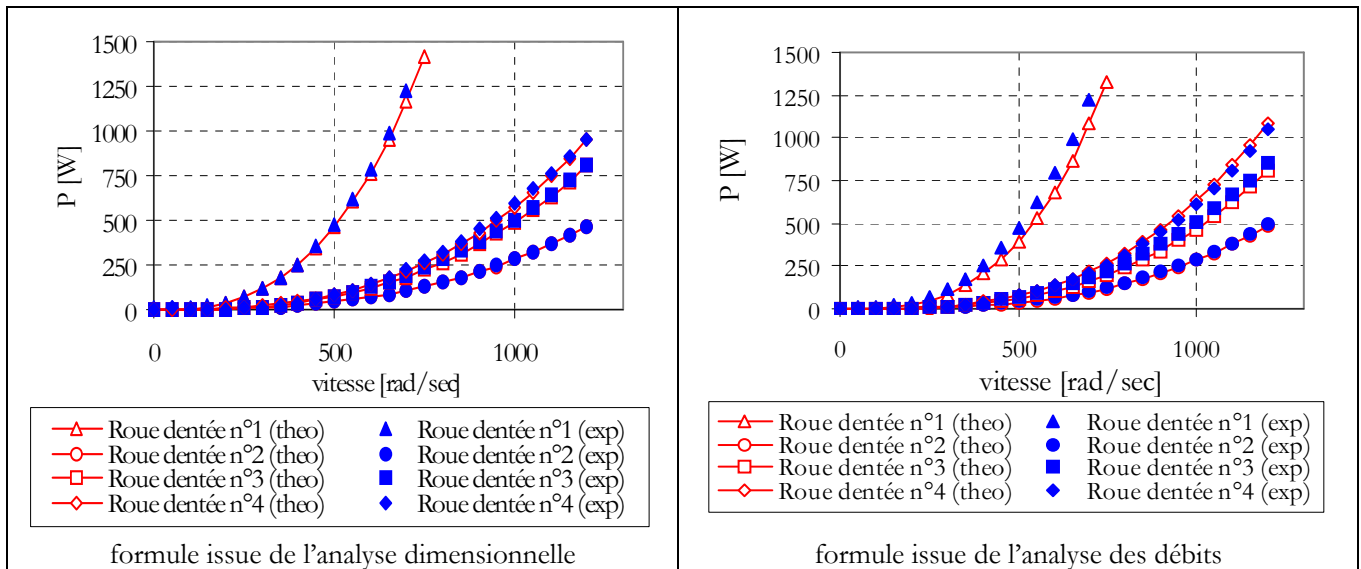 1500
1250
1000
750
500
250
0
P [W]
0
500
1000
vitesse [rad/sec]
Roue dentée n°1 (theo)
Roue dentée n°1 (exp)
Roue dentée n°2 (theo)
Roue dentée n°2 (exp)
Roue dentée n°3 (theo)
Roue dentée n°3 (exp)
Roue dentée n°4 (theo)
Roue dentée n°4 (exp)
formule issue de l'analyse dimensionnelle
1500
1250
1000
750
500
250
0
P [W]
0
500
1000
vitesse [rad/sec]
Roue dentée n°1 (theo)
Roue dentée n°1 (exp)
Roue dentée n°2 (theo)
Roue dentée n°2 (exp)
Roue dentée n°3 (theo)
Roue dentée n°3 (exp)
Roue dentée n°4 (theo)
Roue dentée n°4 (exp)
formule issue de l'analyse des débits